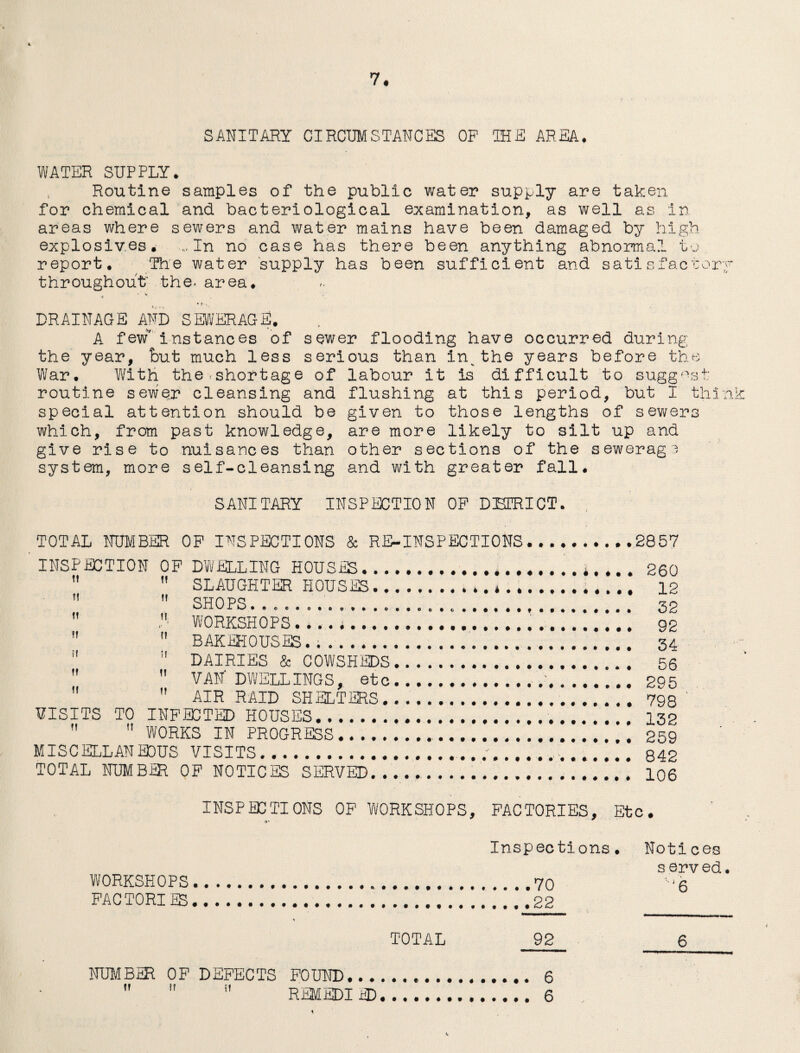 7.
SANITARY CIRCUMSTANCES OF THE AREA.
WATER SUPPLY.
Routine samples of the public water supply are taken
for chemical and bacteriological examination, as well as in
areas where sewers and water mains have been damaged by high
explosives. In no case has there been anything abnormal to
report. The water supply has been sufficient and satisfactory
throughout the area.
DRAINAGE AND SEWERAGE.
A few instances of sewer flooding have occurred during
the year, but much less serious than in the years before the
War. With the shortage of labour it is difficult to suggest
routine sewer cleansing and flushing at this period, but I think
special attention should be given to those lengths of sewers
which, from past knowledge, are more likely to silt up and
give rise to nuisances than other sections of the sewerage
system, more self-cleansing and with greater fall.
SANITARY INSPECTION OF DISTRICT.
TOTAL NUMBER OF INSPECTIONS & RE-INSPECTIONS..........2857
INSPECTION OF DWELLING HOUSES.......................... 260
" " SLAUGHTER HOUSES.......................... 12
" " SHOPS.......................... 32
" " WORKSHOPS.......................... 92
" " BAKEHOUSES.......................... 34
" " DAIRIES & COWSHEDS.......................... 56
" " VAN DWELLINGS, etc.......................... 295
" " AIR RAID SHELTERS.......................... 798
VISITS TO INFECTED HOUSES.......................... 132
" " WORKS IN PROGRESS.......................... 259
MISCELLANEOUS VISITS.......................... 842
TOTAL NUMBER OF NOTICES SERVED.......................... 106
INSPECTIONS OF WORKSHOPS, FACTORIES, Etc.
Inspections. Notices
served.
WORKSHOPS..........................70 6
FACTORIES..........................22
TOTAL 92 6
NUMBER OF DEFECTS FOUND.................. 6
" " " REMEDIED............... 6